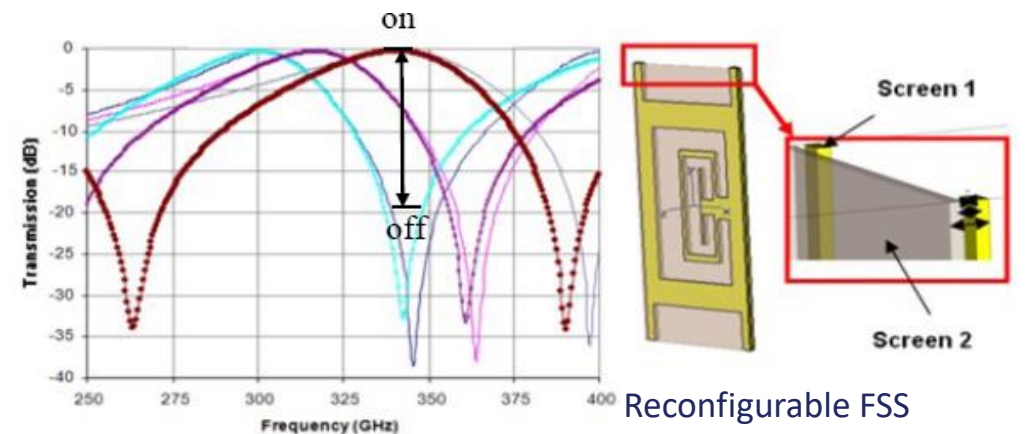 on
0
-5
-10
-15
-20
-25
-30
-35
-40
off
Transmission (dB)
250
275
300
325
350
375
400
Frequency (GHz)
Screen 1
Screen 2
Reconfigurable FSS